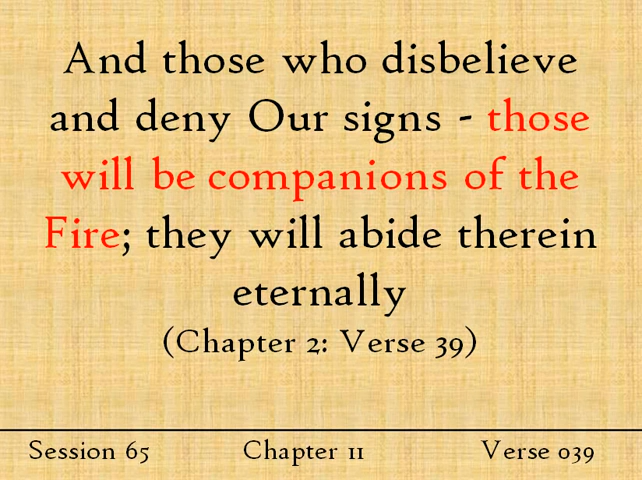 And those who disbelieve
and deny Our signs - those
will be companions of the
Fire; they will abide therein
eternally
(Chapter 2: Verse 39)
Session 65 Chapter 11 Verse 039